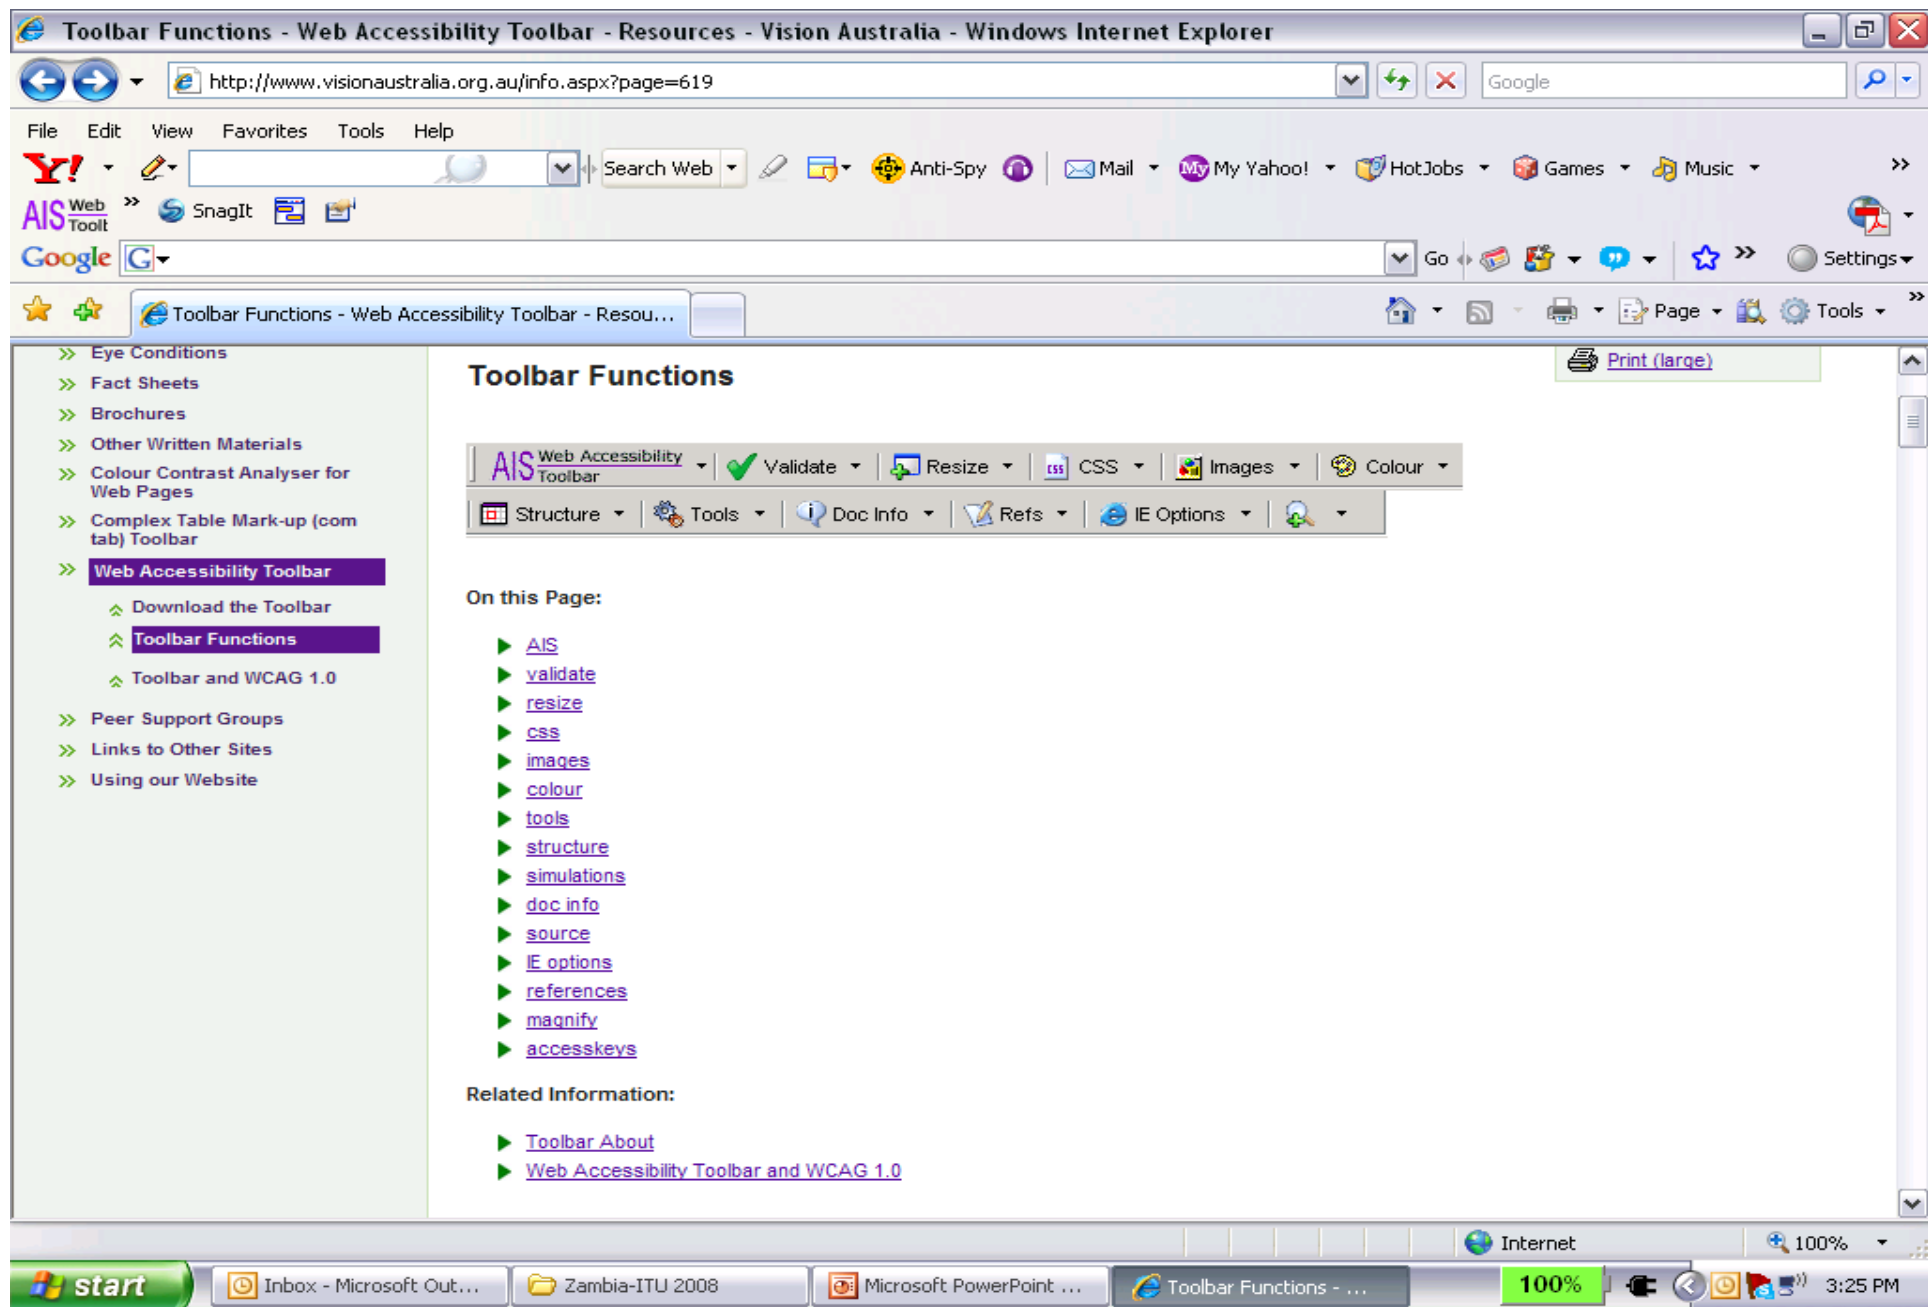 Toolbar Functions - Web Accessibility Toolbar - Resources - Vision Australia - Windows Internet Explorer
http://www.visionaustralia.org.au/info.aspx?page=619
Google
File Edit View Favorites Tools Help
Y! Search Web Anti-Spy Mail My My Yahoo! HotJobs Games Music »
AIS Web Toolt » SnagIt
Google G Go » Settings
Toolbar Functions - Web Accessibility Toolbar - Resou...
Page Tools »
Eye Conditions
Fact Sheets
Brochures
Other Written Materials
Colour Contrast Analyser for
Web Pages
Complex Table Mark-up (com
tab) Toolbar
Web Accessibility Toolbar
Download the Toolbar
Toolbar Functions
Toolbar and WCAG 1.0
Peer Support Groups
Links to Other Sites
Using our Website
Toolbar Functions
Print (large)
AIS Web Accessibility Toolbar Validate Resize css CSS Images Colour
Structure Tools Doc Info Refs IE Options
On this Page:
AIS
validate
resize
css
images
colour
tools
structure
simulations
doc info
source
IE options
references
magnify
accesskeys
Related Information:
Toolbar About
Web Accessibility Toolbar and WCAG 1.0
Internet 100%
start Inbox - Microsoft Out... Zambia-ITU 2008 Microsoft PowerPoint ... Toolbar Functions - ... 100% 3:25 PM